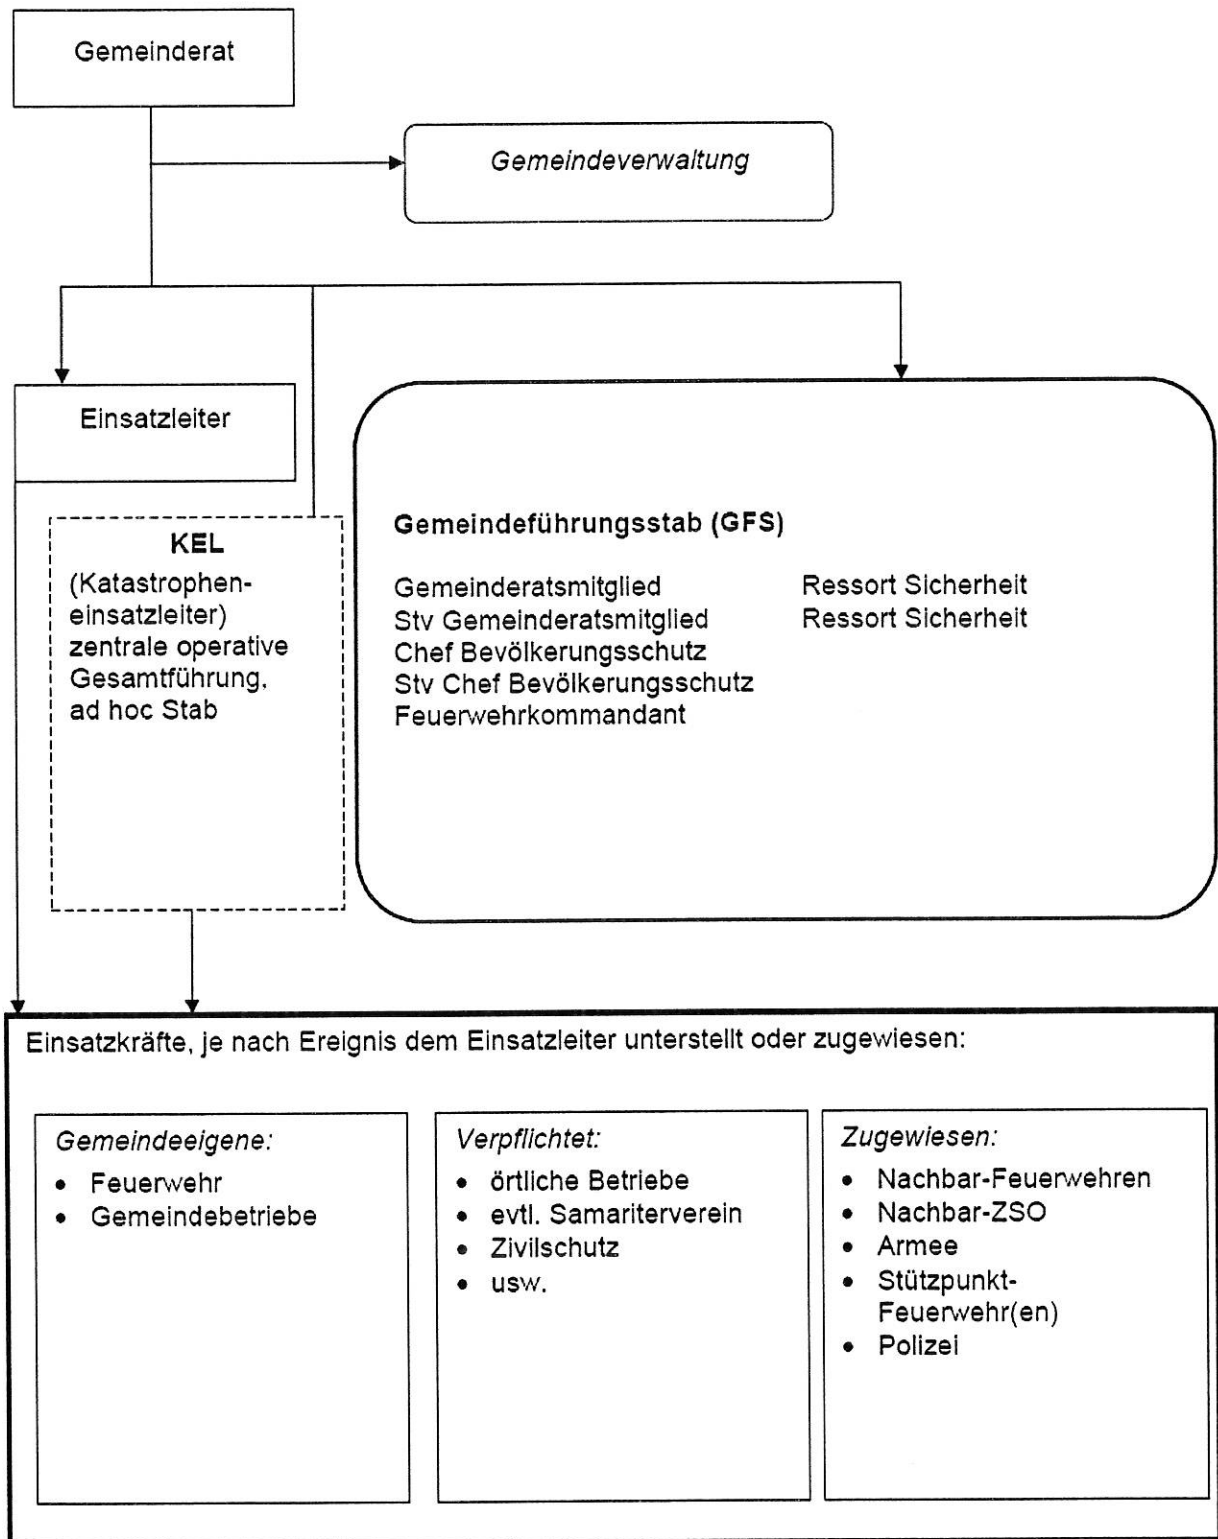 Gemeinderat
Gemeindeverwaltung
Einsatzleiter
KEL
(Katastrophen-
einsatzleiter)
zentrale operative
Gesamtführung,
ad hoc Stab
Gemeindeführungsstab (GFS)
Gemeinderatsmitglied Ressort Sicherheit
Stv Gemeinderatsmitglied Ressort Sicherheit
Chef Bevölkerungsschutz
Stv Chef Bevölkerungsschutz
Feuerwehrkommandant
Einsatzkräfte, je nach Ereignis dem Einsatzleiter unterstellt oder zugewiesen:
Gemeindeeigene:
• Feuerwehr
• Gemeindebetriebe
Verpflichtet:
• örtliche Betriebe
• evtl. Samariterverein
• Zivilschutz
• usw.
Zugewiesen:
• Nachbar-Feuerwehren
• Nachbar-ZSO
• Armee
• Stützpunkt-
Feuerwehr(en)
• Polizei